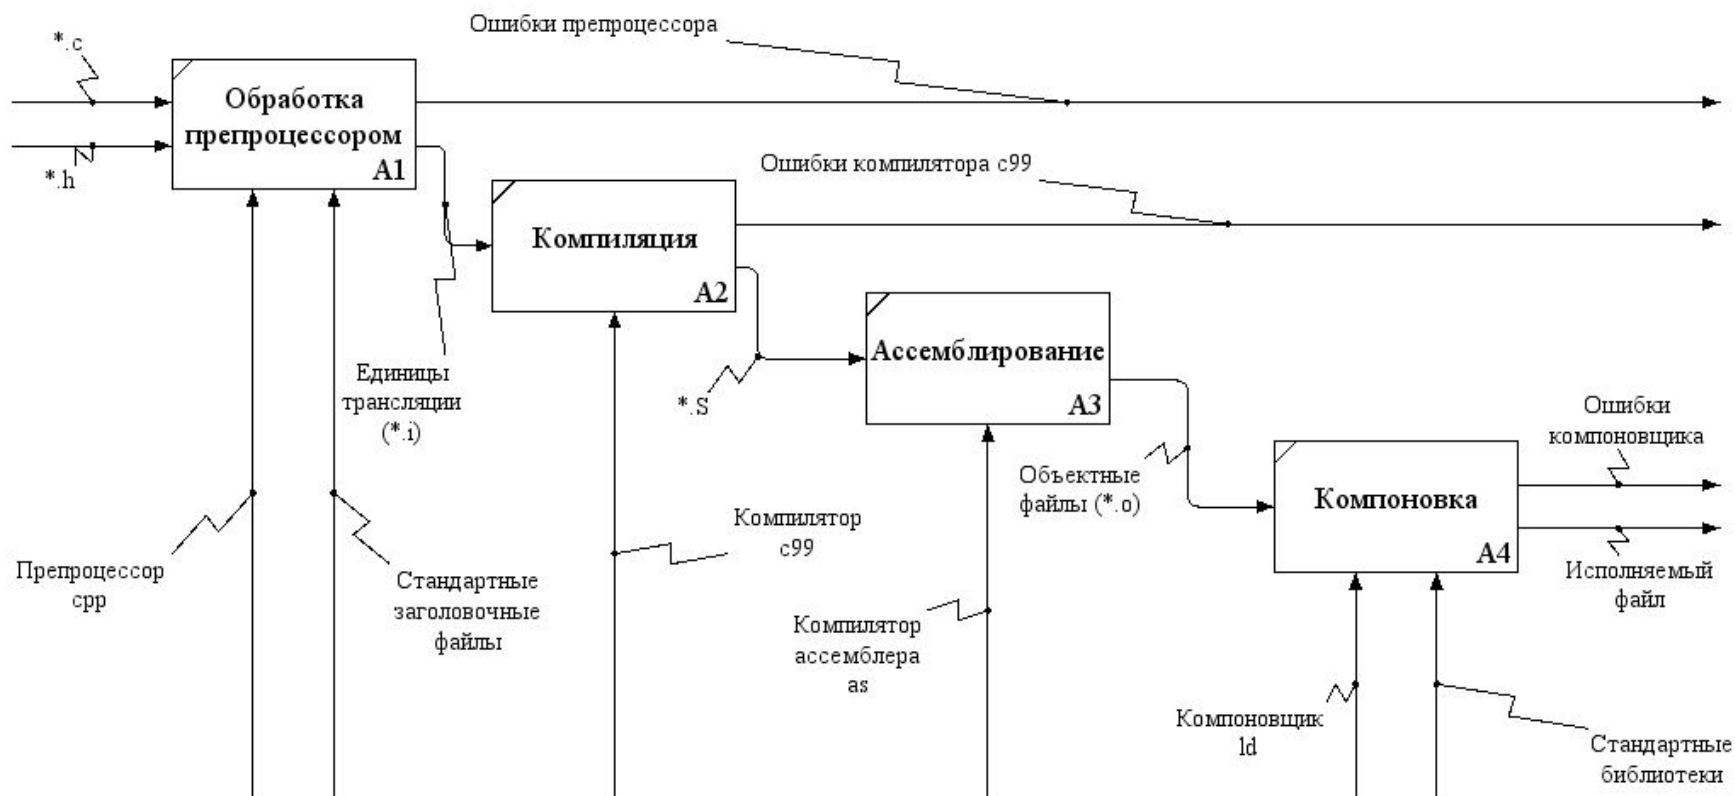 Ошибки препроцессора
*.c
Обработка
препроцессором
A1
*.h
Ошибки компилятора c99
Компиляция
A2
Единицы
трансляции
(*.i)
*.S
Ассемблирование
A3
Ошибки
компоновщика
Объектные
файлы (*.o)
Компоновка
A4
Компилятор
c99
Препроцессор
cpp
Стандартные
заголовочные
файлы
Исполняемый
файл
Компилятор
ассемблера
as
Компоновщик
ld
Стандартные
библиотеки